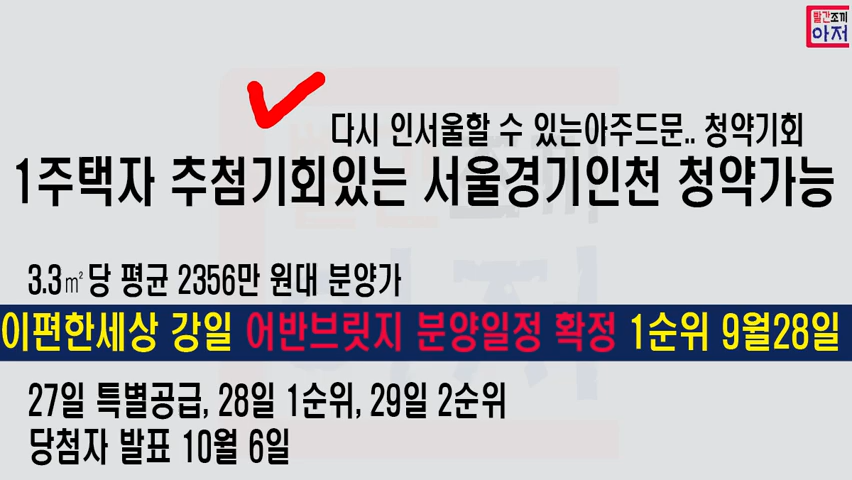 빨간조끼
아저
다시 인서울할 수 있는아주드문.. 청약기회
1주택자 추첨기회있는 서울경기인천 청약가능
3.3㎡당 평균 2356만 원대 분양가
이편한세상 강일 어반브릿지 분양일정 확정 1순위 9월28일
27일 특별공급, 28일 1순위, 29일 2순위
당첨자 발표 10월 6일